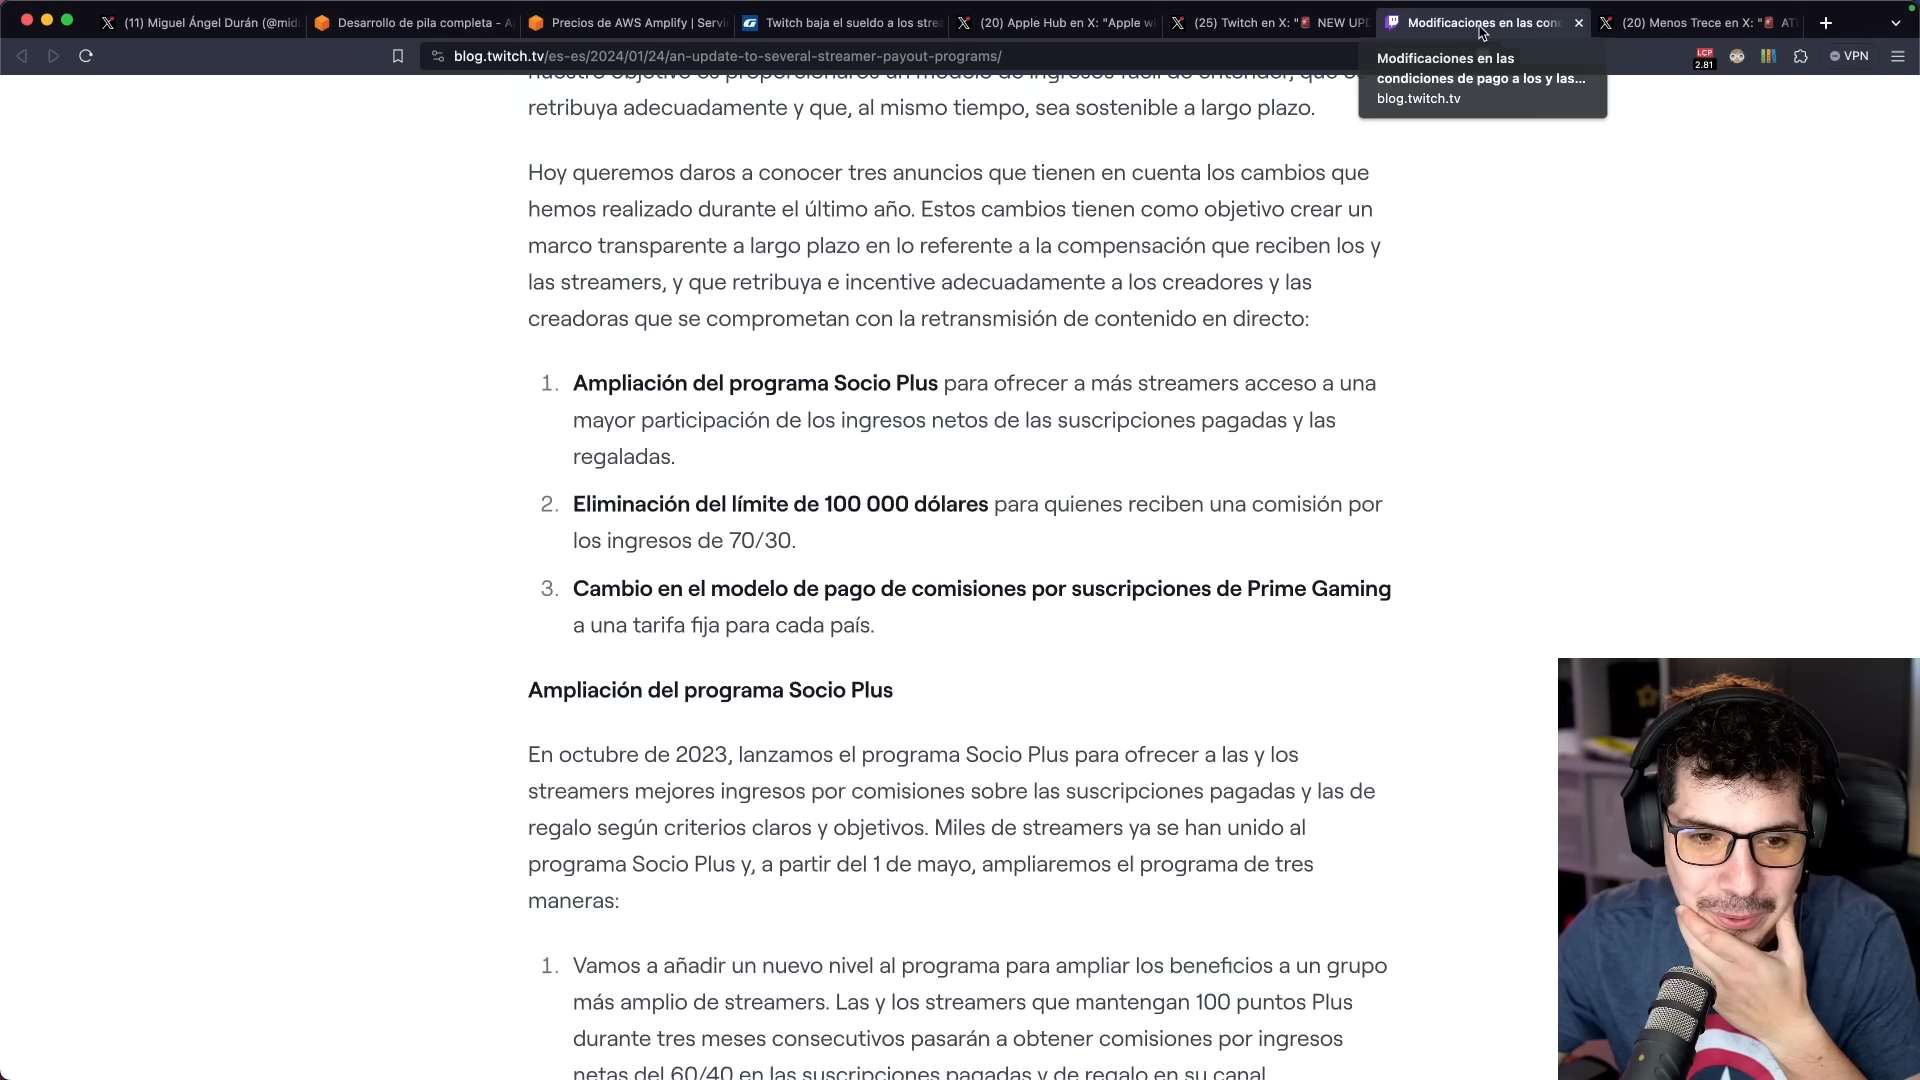 (11) Miguel Ángel Durán (@mid
Desarrollo de pila completa - A
Precios de AWS Amplify | Servi
Twitch baja el sueldo a los stre
(20) Apple Hub en X: "Apple wi
(25) Twitch en X: "🚨 NEW UPD
Modificaciones en las con
(20) Menos Trece en X: "🚨 AT
blog.twitch.tv/es-es/2024/01/24/an-update-to-several-streamer-payout-programs/
LCP
2.81
VPN
Modificaciones en las
condiciones de pago a los y las...
blog.twitch.tv
nuestro objetivo es proporcionaros un modelo de ingresos fácil de entender, que
retribuya adecuadamente y que, al mismo tiempo, sea sostenible a largo plazo.
Hoy queremos daros a conocer tres anuncios que tienen en cuenta los cambios que
hemos realizado durante el último año. Estos cambios tienen como objetivo crear un
marco transparente a largo plazo en lo referente a la compensación que reciben los y
las streamers, y que retribuya e incentive adecuadamente a los creadores y las
creadoras que se comprometan con la retransmisión de contenido en directo:
1. Ampliación del programa Socio Plus para ofrecer a más streamers acceso a una
mayor participación de los ingresos netos de las suscripciones pagadas y las
regaladas.
2. Eliminación del límite de 100 000 dólares para quienes reciben una comisión por
los ingresos de 70/30.
3. Cambio en el modelo de pago de comisiones por suscripciones de Prime Gaming
a una tarifa fija para cada país.
Ampliación del programa Socio Plus
En octubre de 2023, lanzamos el programa Socio Plus para ofrecer a las y los
streamers mejores ingresos por comisiones sobre las suscripciones pagadas y las de
regalo según criterios claros y objetivos. Miles de streamers ya se han unido al
programa Socio Plus y, a partir del 1 de mayo, ampliaremos el programa de tres
maneras:
1. Vamos a añadir un nuevo nivel al programa para ampliar los beneficios a un grupo
más amplio de streamers. Las y los streamers que mantengan 100 puntos Plus
durante tres meses consecutivos pasarán a obtener comisiones por ingresos
netas del 60/40 en las suscripciones pagadas y de regalo en su canal